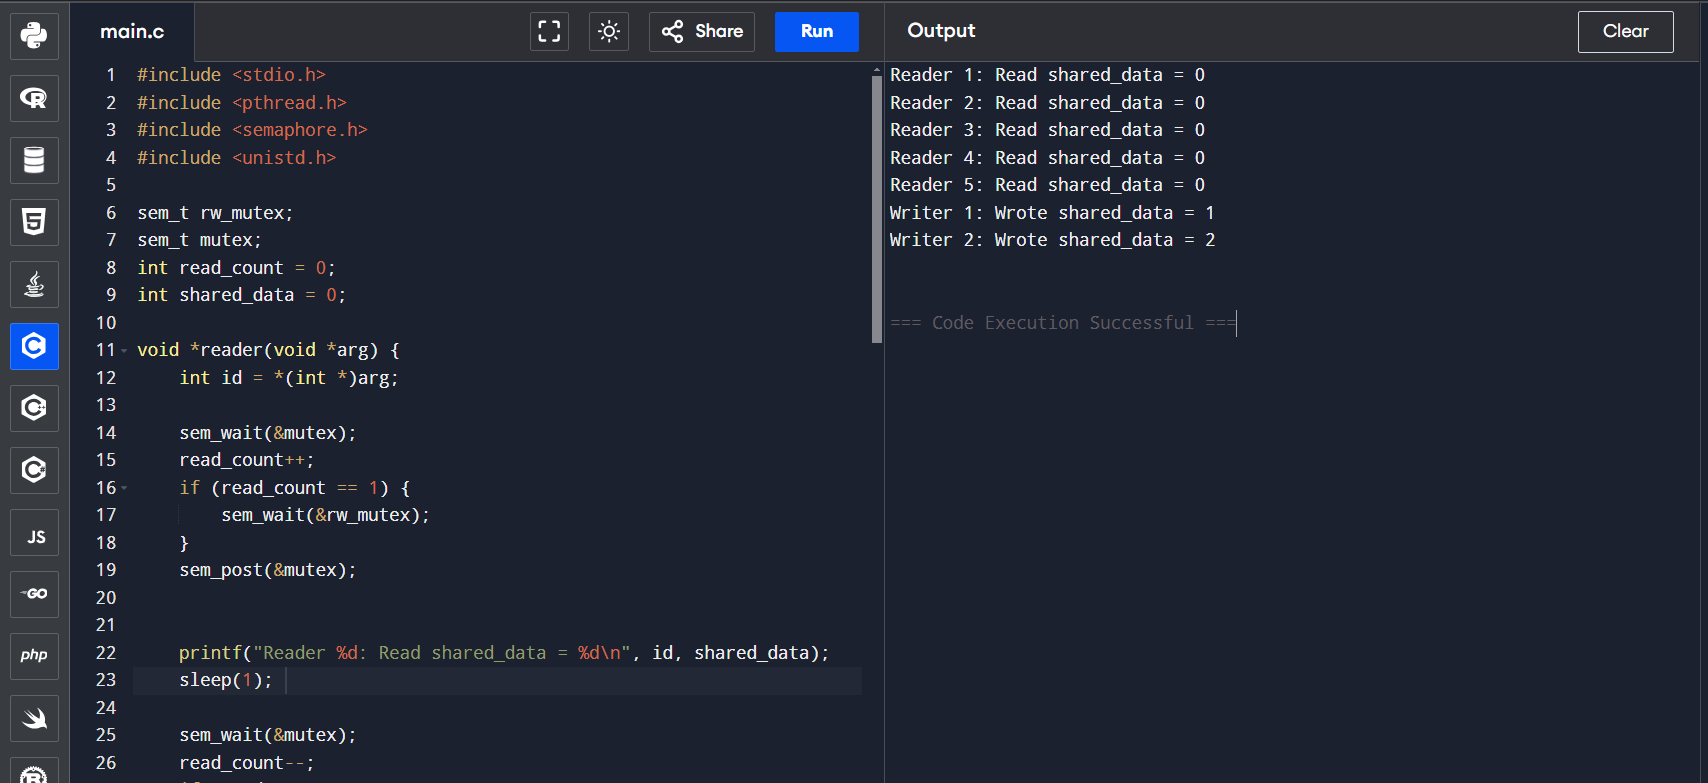 main.c
Share
Run
Output
Clear
1 #include <stdio.h>
2 #include <pthread.h>
3 #include <semaphore.h>
4 #include <unistd.h>
5
6 sem_t rw_mutex;
7 sem_t mutex;
8 int read_count = 0;
9 int shared_data = 0;
10
11 void *reader(void *arg) {
12     int id = *(int *)arg;
13
14     sem_wait(&mutex);
15     read_count++;
16     if (read_count == 1) {
17         sem_wait(&rw_mutex);
18     }
19     sem_post(&mutex);
20
21
22     printf("Reader %d: Read shared_data = %d\n", id, shared_data);
23     sleep(1);
24
25     sem_wait(&mutex);
26     read_count--;
Reader 1: Read shared_data = 0
Reader 2: Read shared_data = 0
Reader 3: Read shared_data = 0
Reader 4: Read shared_data = 0
Reader 5: Read shared_data = 0
Writer 1: Wrote shared_data = 1
Writer 2: Wrote shared_data = 2
=== Code Execution Successful ===
R
5
C
C
C
JS
GO
php
R